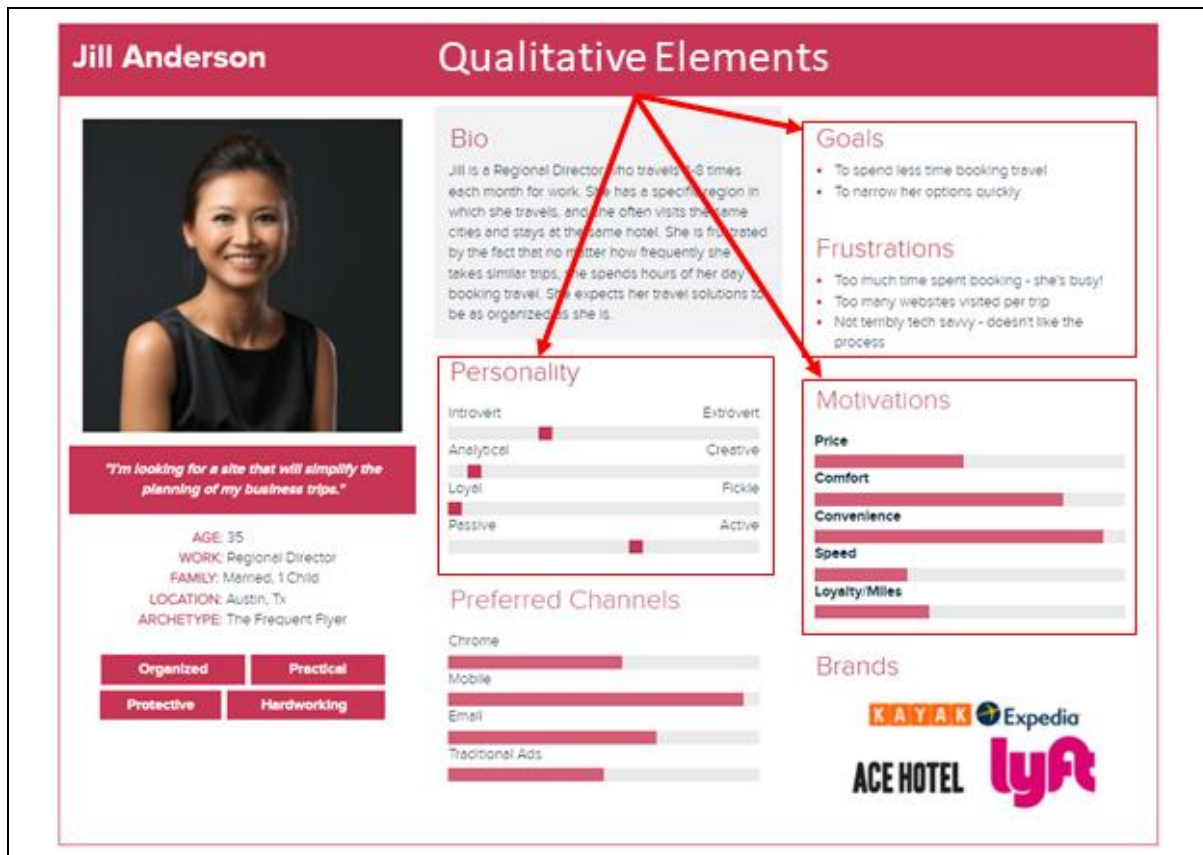 Jill Anderson
Qualitative Elements
"I'm looking for a site that will simplify the
planning of my business trips."
AGE: 35
WORK: Regional Director
FAMILY: Married, 1 Child
LOCATION: Austin, Tx
ARCHETYPE: The Frequent Flyer
Organized Practical
Protective Hardworking
Bio
Jill is a Regional Director who travels -8 times
each month for work. She has a specific region in
which she travels, and she often visits the same
cities and stays at the same hotel. She is frustrated
by the fact that no matter how frequently she
takes similar trips, she spends hours of her day
booking travel. She expects her travel solutions to
be as organized as she is.
Personality
Introvert Extrovert
Analytical Creative
Loyal Fickle
Passive Active
Preferred Channels
Chrome
Mobile
Email
Traditional Ads
Goals
• To spend less time booking travel
• To narrow her options quickly
Frustrations
• Too much time spent booking - she's busy!
• Too many websites visited per trip
• Not terribly tech savvy - doesn't like the
process
Motivations
Price
Comfort
Convenience
Speed
Loyalty/Miles
Brands
KAYAK Expedia
ACE HOTEL lyft